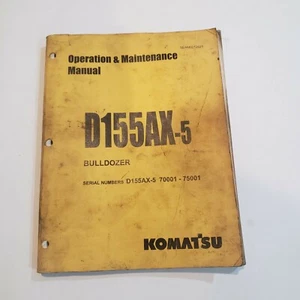 Operation & Maintenance
Manual
D155AX-5
BULLDOZER
SERIAL NUMBERS D155AX-5 70001 - 75001
KOMATSU